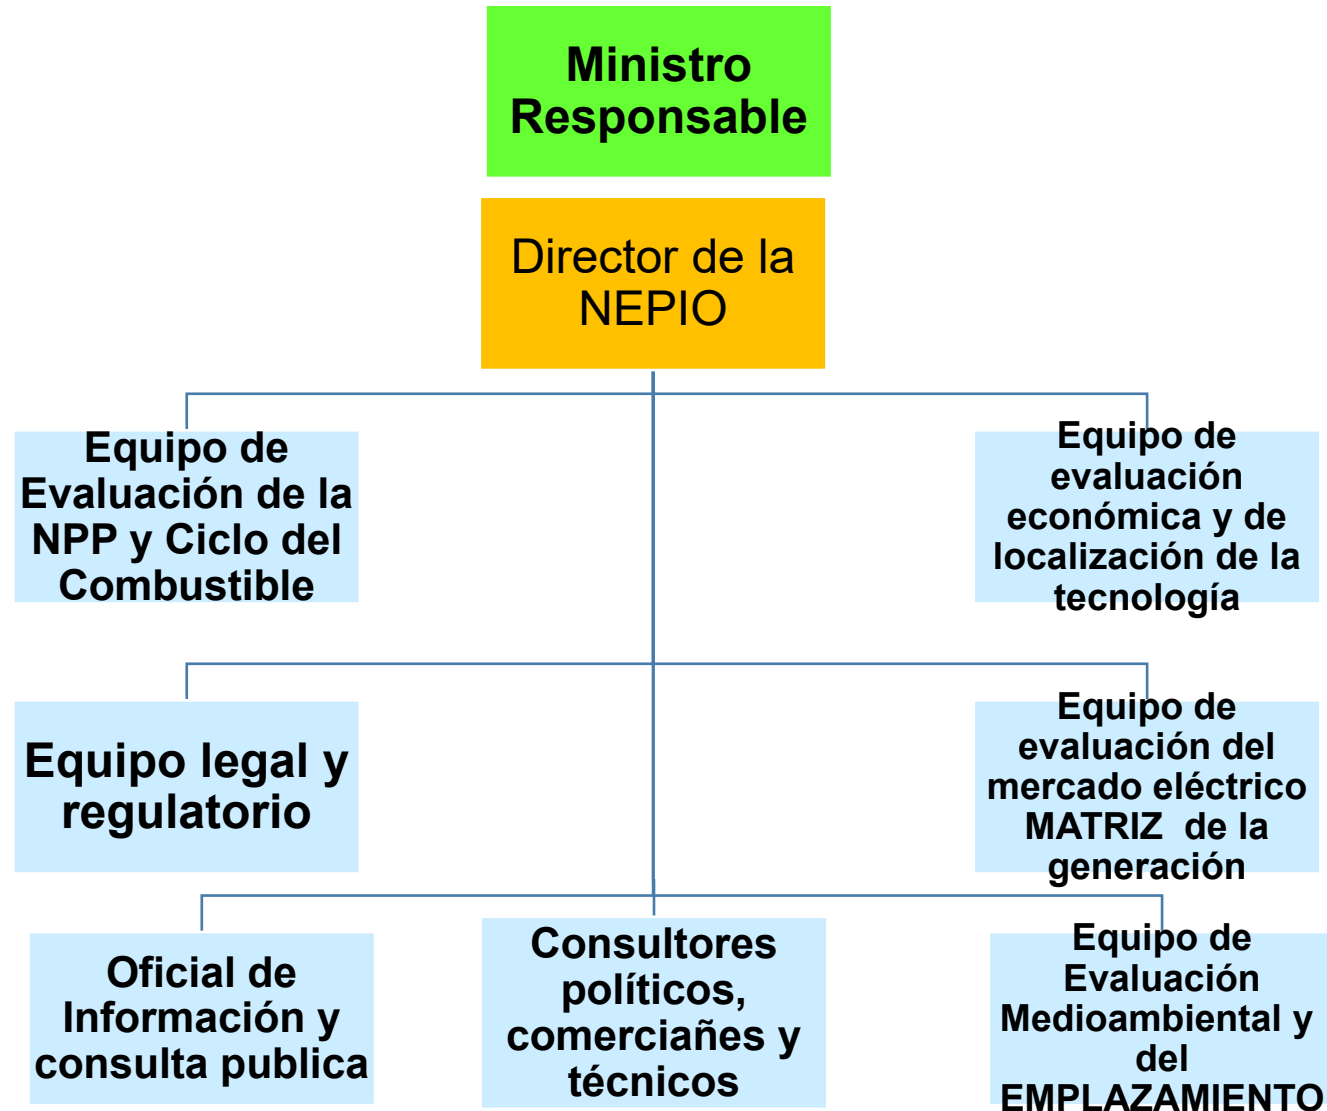 Ministro
Responsable
Director de la
NEPIO
Equipo de
Evaluación de la
NPP y Ciclo del
Combustible
Equipo de
evaluación
económica y de
localización de la
tecnología
Equipo legal y
regulatorio
Equipo de
evaluación del
mercado eléctrico
MATRIZ de la
generación
Oficial de
Información y
consulta publica
Consultores
políticos,
comerciañes y
técnicos
Equipo de
Evaluación
Medioambiental y
del
EMPLAZAMIENTO